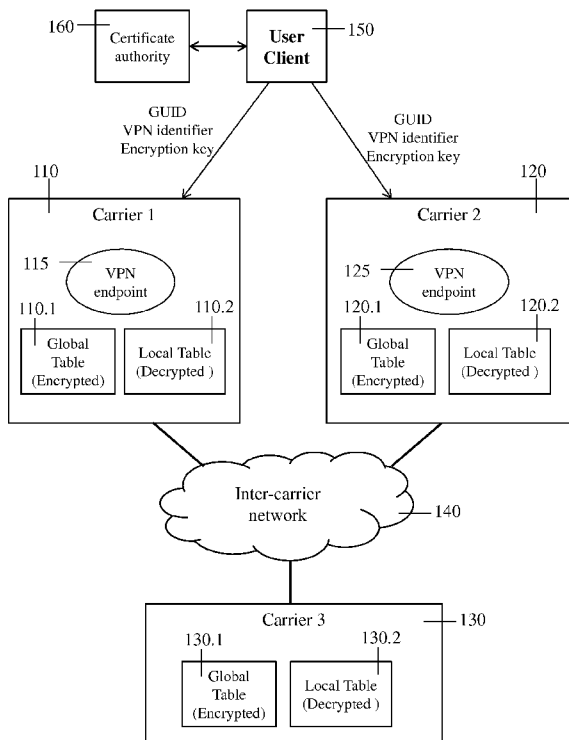 160
Certificate
authority
User
Client
150
GUID
VPN identifier
Encryption key
GUID
VPN identifier
Encryption key
110
Carrier 1
115
VPN
endpoint
110.1
110.2
Global
Table
(Encrypted)
Local Table
(Decrypted )
120
Carrier 2
125
VPN
endpoint
120.1
120.2
Global
Table
(Encrypted)
Local Table
(Decrypted )
Inter-carrier
network
140
Carrier 3
130
130.1
130.2
Global
Table
(Encrypted)
Local Table
(Decrypted )